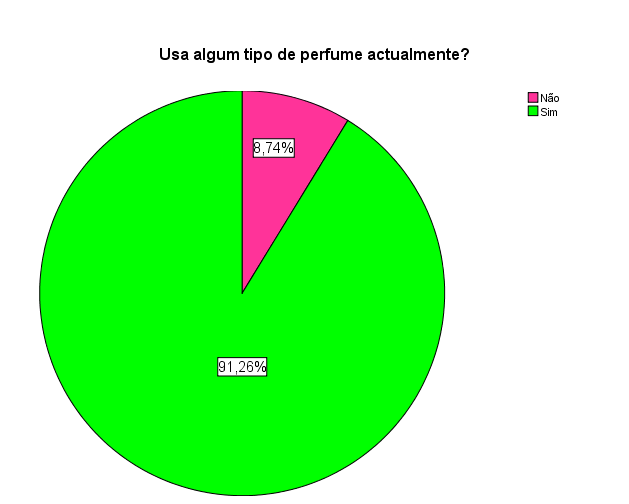 Usa algum tipo de perfume actualmente?
Não
Sim
8,74%
91,26%